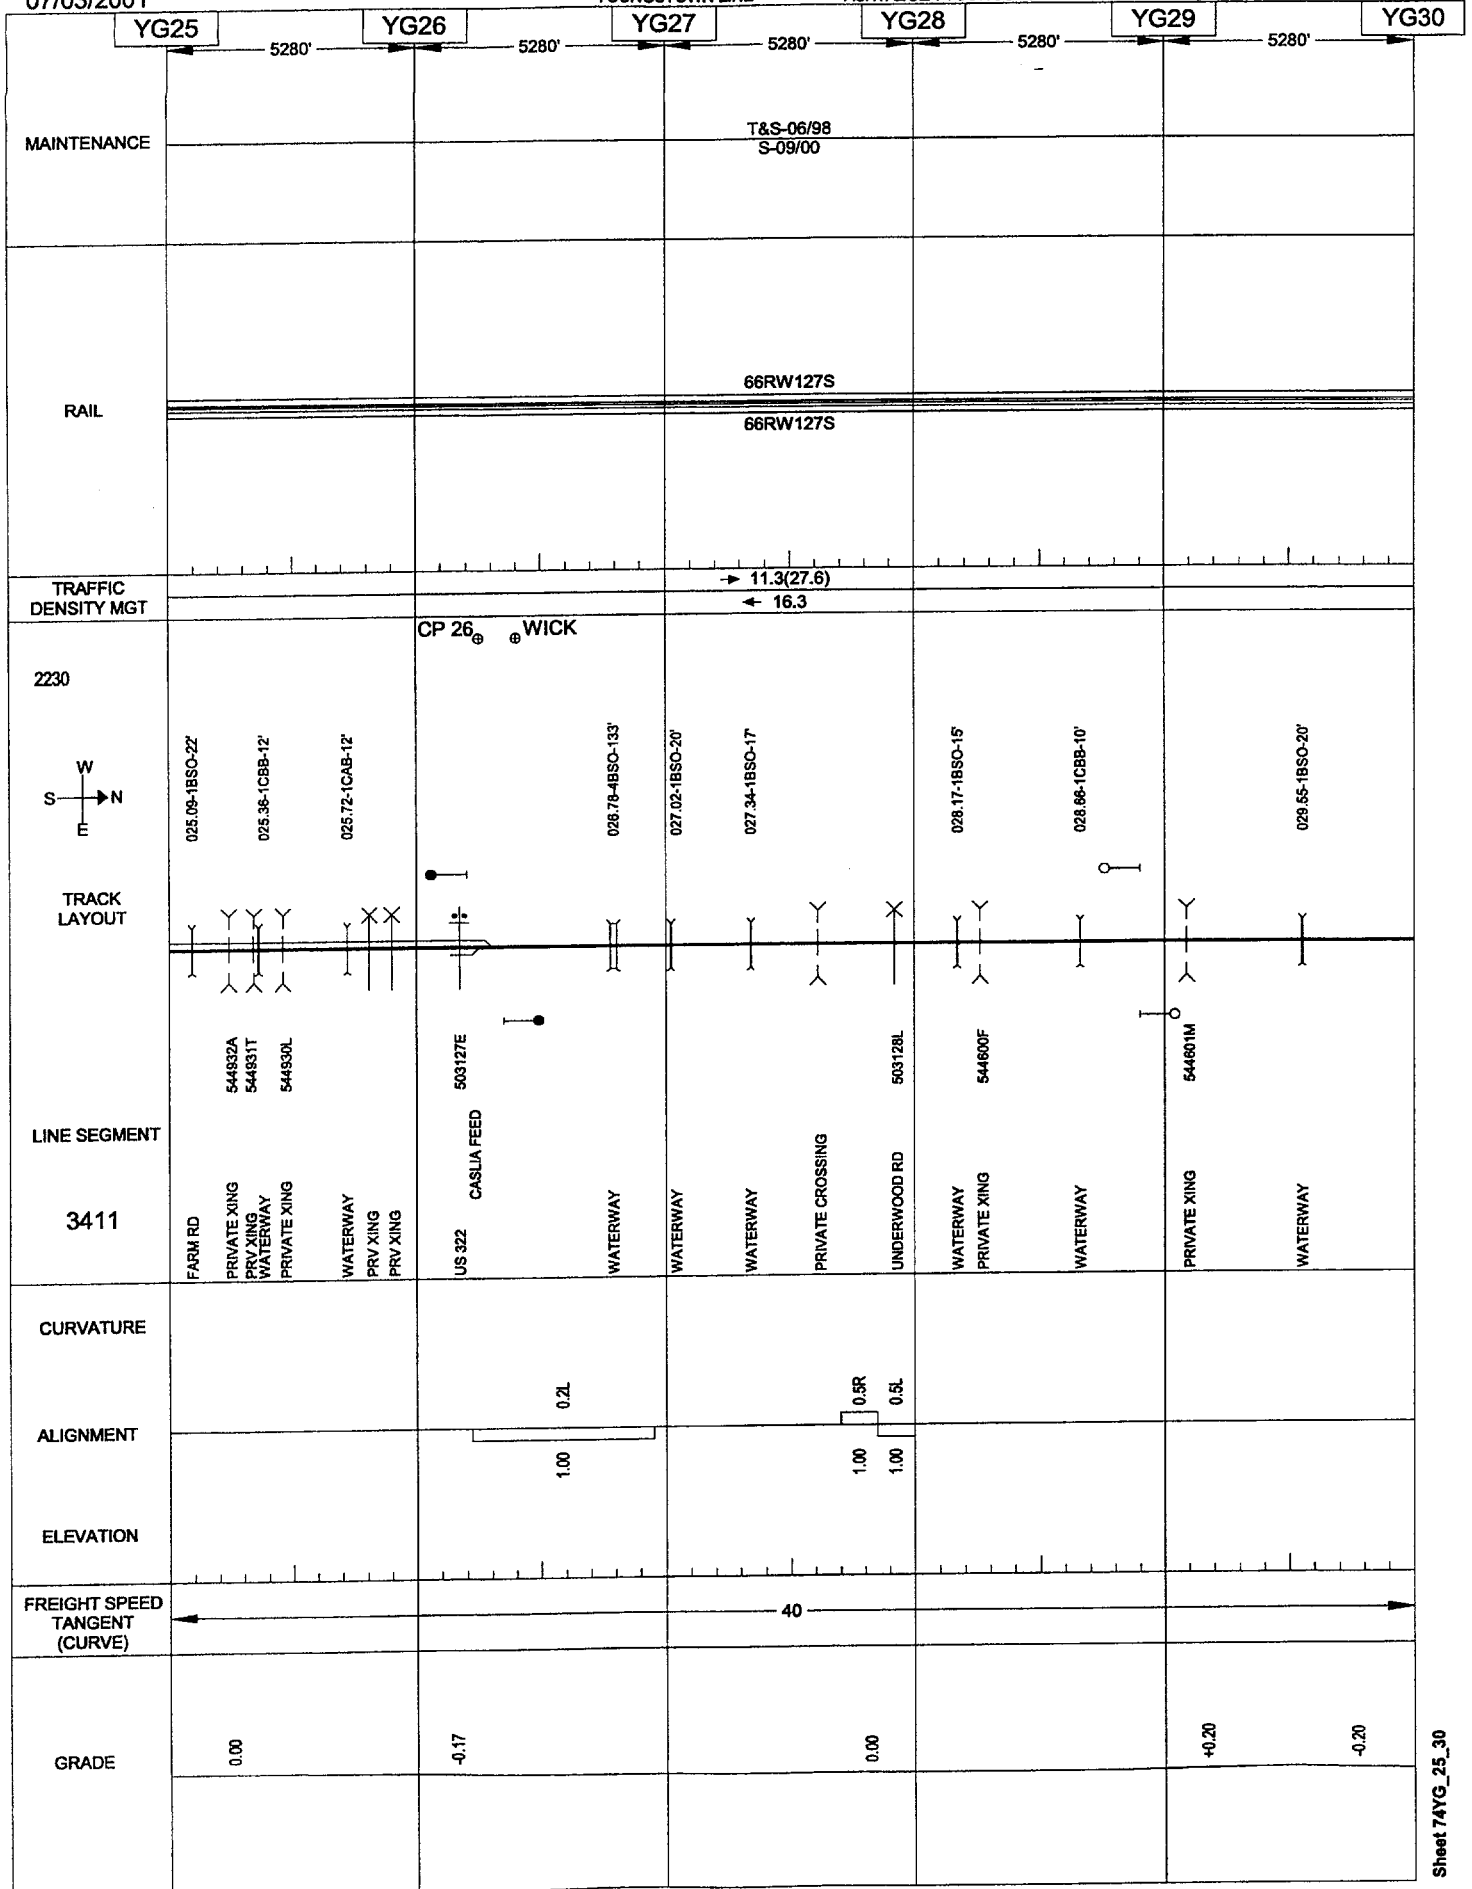 07/03/2001
YG25 YG26 YG27 YG28 YG29 YG30
5280' 5280' 5280' 5280' 5280'
MAINTENANCE
T&S-06/98
S-09/00
RAIL
66RW127S
66RW127S
TRAFFIC
DENSITY MGT
11.3(27.6)
16.3
CP 26 WICK
2230
W
S N
E
025.09-1BSO-22'
025.36-1CBB-12'
025.72-1CAB-12'
026.78-4BSO-133'
027.02-1BSO-20'
027.34-1BSO-17'
028.17-1BSO-15'
028.66-1CBB-10'
029.55-1BSO-20'
TRACK
LAYOUT
544932A
544931T
544930L
503127E
503128L
544600F
544601M
LINE SEGMENT
3411
FARM RD
PRIVATE XING
PRV XING
WATERWAY
PRIVATE XING
WATERWAY
PRV XING
PRV XING
US 322
CASLIA FEED
WATERWAY
WATERWAY
WATERWAY
PRIVATE CROSSING
UNDERWOOD RD
WATERWAY
PRIVATE XING
WATERWAY
PRIVATE XING
WATERWAY
CURVATURE
0.2L
0.5R
0.5L
ALIGNMENT
1.00
1.00
1.00
ELEVATION
FREIGHT SPEED
TANGENT
(CURVE)
40
GRADE
0.00
-0.17
0.00
+0.20
-0.20
Sheet 74YG_25_30